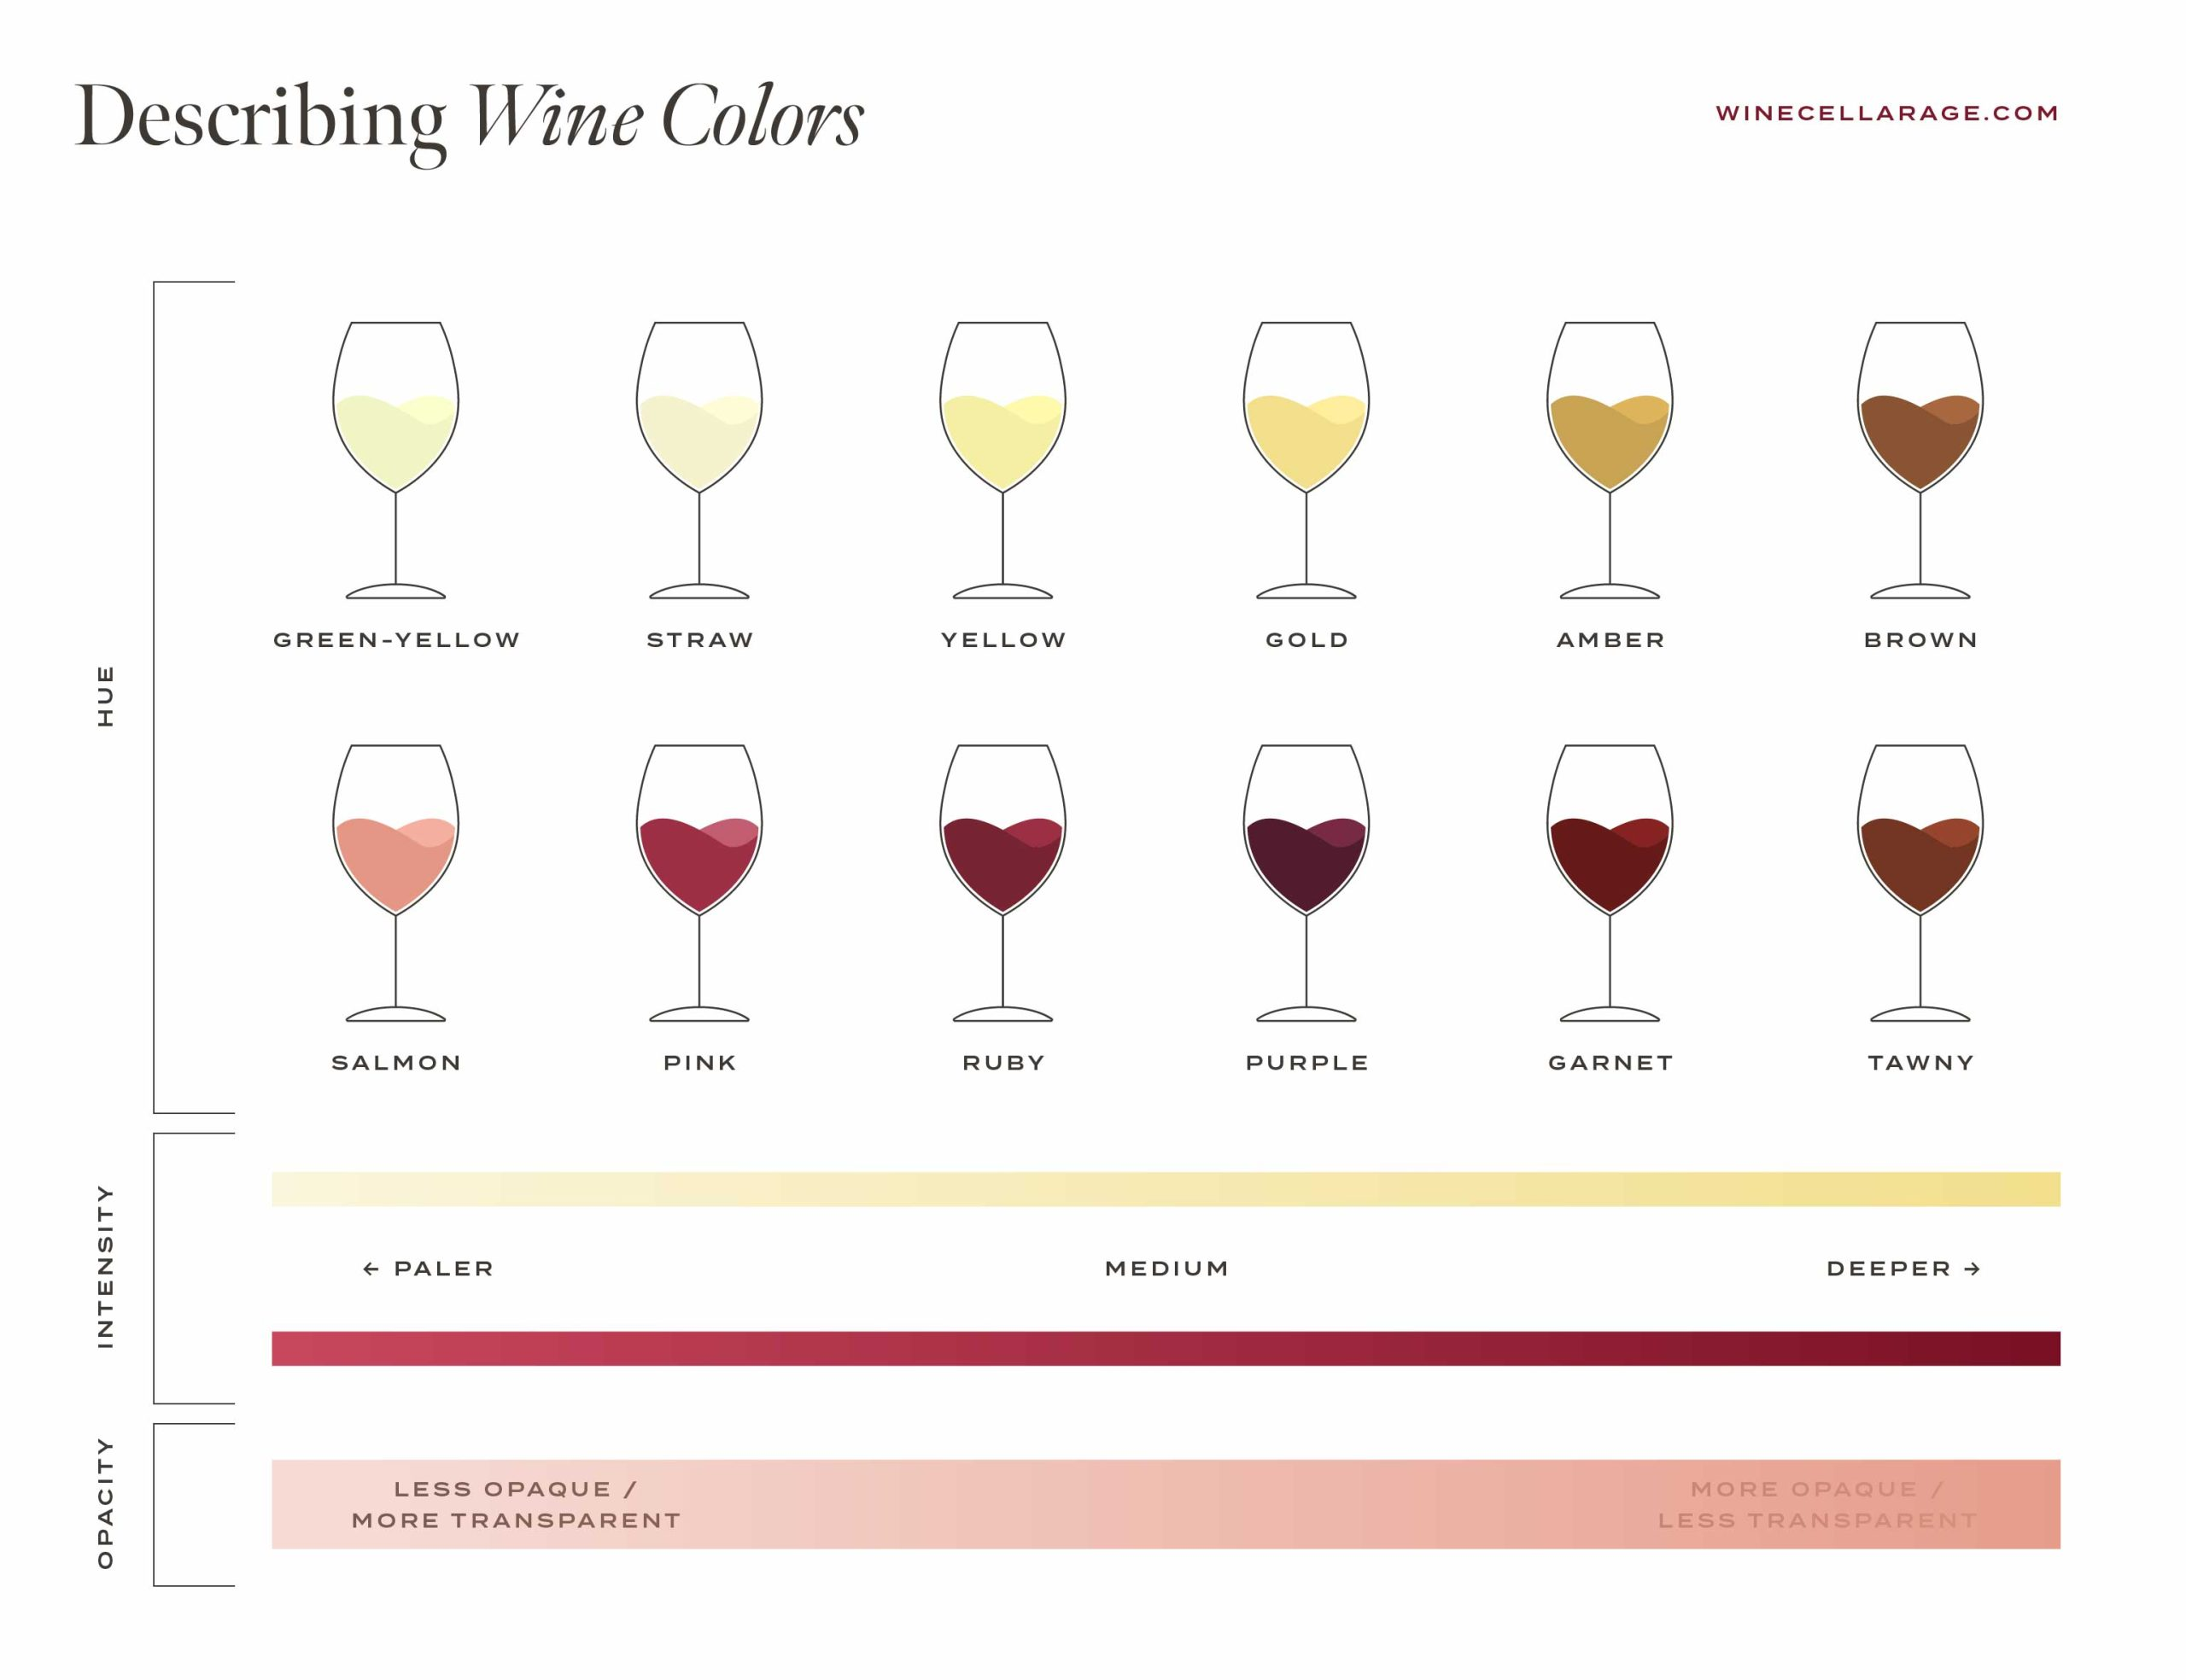 Describing Wine Colors
WINECELLARAGE.COM
HUE
GREEN-YELLOW
STRAW
YELLOW
GOLD
AMBER
BROWN
SALMON
PINK
RUBY
PURPLE
GARNET
TAWNY
INTENSITY
← PALER
MEDIUM
DEEPER →
OPACITY
LESS OPAQUE /
MORE TRANSPARENT
MORE OPAQUE /
LESS TRANSPARENT